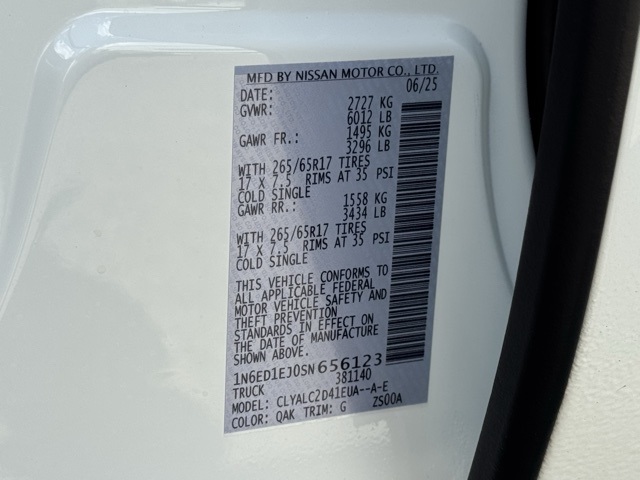 MFD BY NISSAN MOTOR CO., LTD.
DATE: 06/25
GVWR: 2727 KG
6012 LB
GAWR FR.: 1495 KG
3296 LB
WITH 265/65R17 TIRES
17 X 7.5 RIMS AT 35 PSI
COLD SINGLE
GAWR RR.: 1558 KG
3434 LB
WITH 265/65R17 TIRES
17 X 7.5 RIMS AT 35 PSI
COLD SINGLE
THIS VEHICLE CONFORMS TO
ALL APPLICABLE FEDERAL
MOTOR VEHICLE SAFETY AND
THEFT PREVENTION
STANDARDS IN EFFECT ON
THE DATE OF MANUFACTURE
SHOWN ABOVE.
1N6ED1EJ0SN656123
TRUCK 381140
MODEL: CLYALC2D41EUA--A-E
COLOR: QAK TRIM: G ZS00A